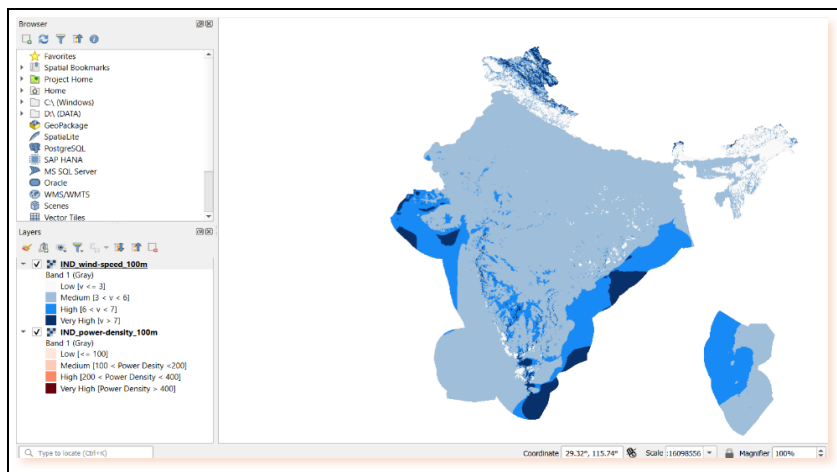 Browser
Favorites
Spatial Bookmarks
Project Home
Home
C:\ (Windows)
D:\ (DATA)
GeoPackage
SpatiaLite
PostgreSQL
SAP HANA
MS SQL Server
Oracle
WMS/WMTS
Scenes
Vector Tiles
Layers
IND_wind-speed_100m
Band 1 (Gray)
Low [v <= 3]
Medium [3 < v < 6]
High [6 < v < 7]
Very High [v > 7]
IND_power-density_100m
Band 1 (Gray)
Low [<= 100]
Medium [100 < Power Desity <200]
High [200 < Power Density < 400]
Very High [Power Density > 400]
Type to locate (Ctrl+K) Coordinate 29.32°, 115.74° Scale :16098556 Magnifier 100%